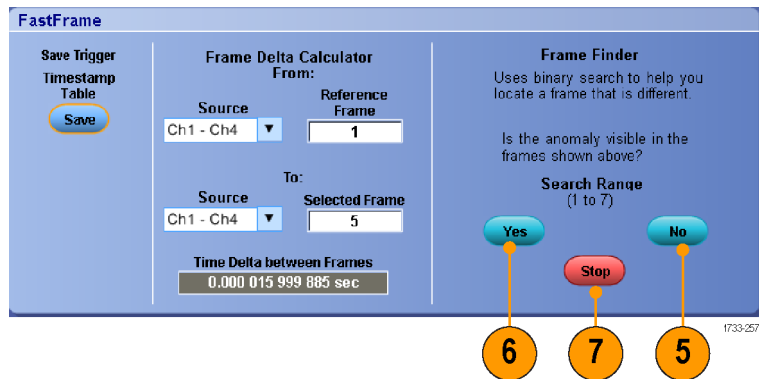 FastFrame
Save Trigger
Timestamp
Table
Save
Frame Delta Calculator
From:
Source
Reference
Frame
Ch1 - Ch4
1
To:
Source
Selected Frame
Ch1 - Ch4
5
Time Delta between Frames
0.000 015 999 885 sec
Frame Finder
Uses binary search to help you
locate a frame that is different.
Is the anomaly visible in the
frames shown above?
Search Range
(1 to 7)
Yes
No
Stop
6
7
5
1733-257